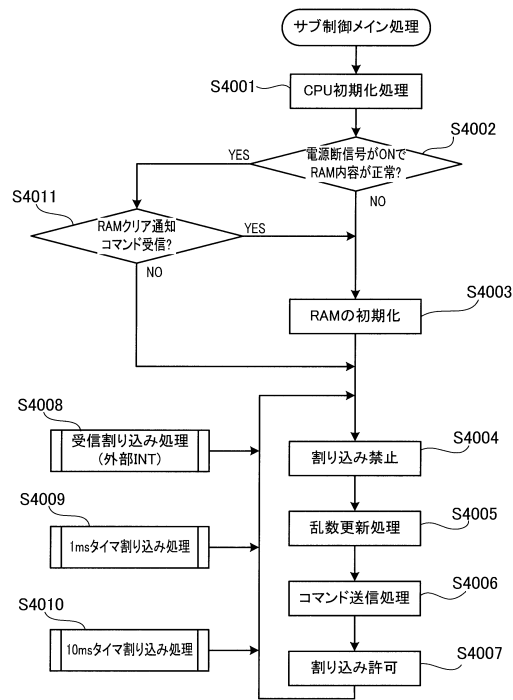 サブ制御メイン処理
S4001
CPU初期化処理
S4002
電源断信号がONで
RAM内容が正常?
YES
NO
S4011
RAMクリア通知
コマンド受信?
YES
NO
S4003
RAMの初期化
S4008
受信割り込み処理
(外部INT)
S4004
割り込み禁止
S4009
1msタイマ割り込み処理
S4005
乱数更新処理
S4006
コマンド送信処理
S4010
10msタイマ割り込み処理
S4007
割り込み許可